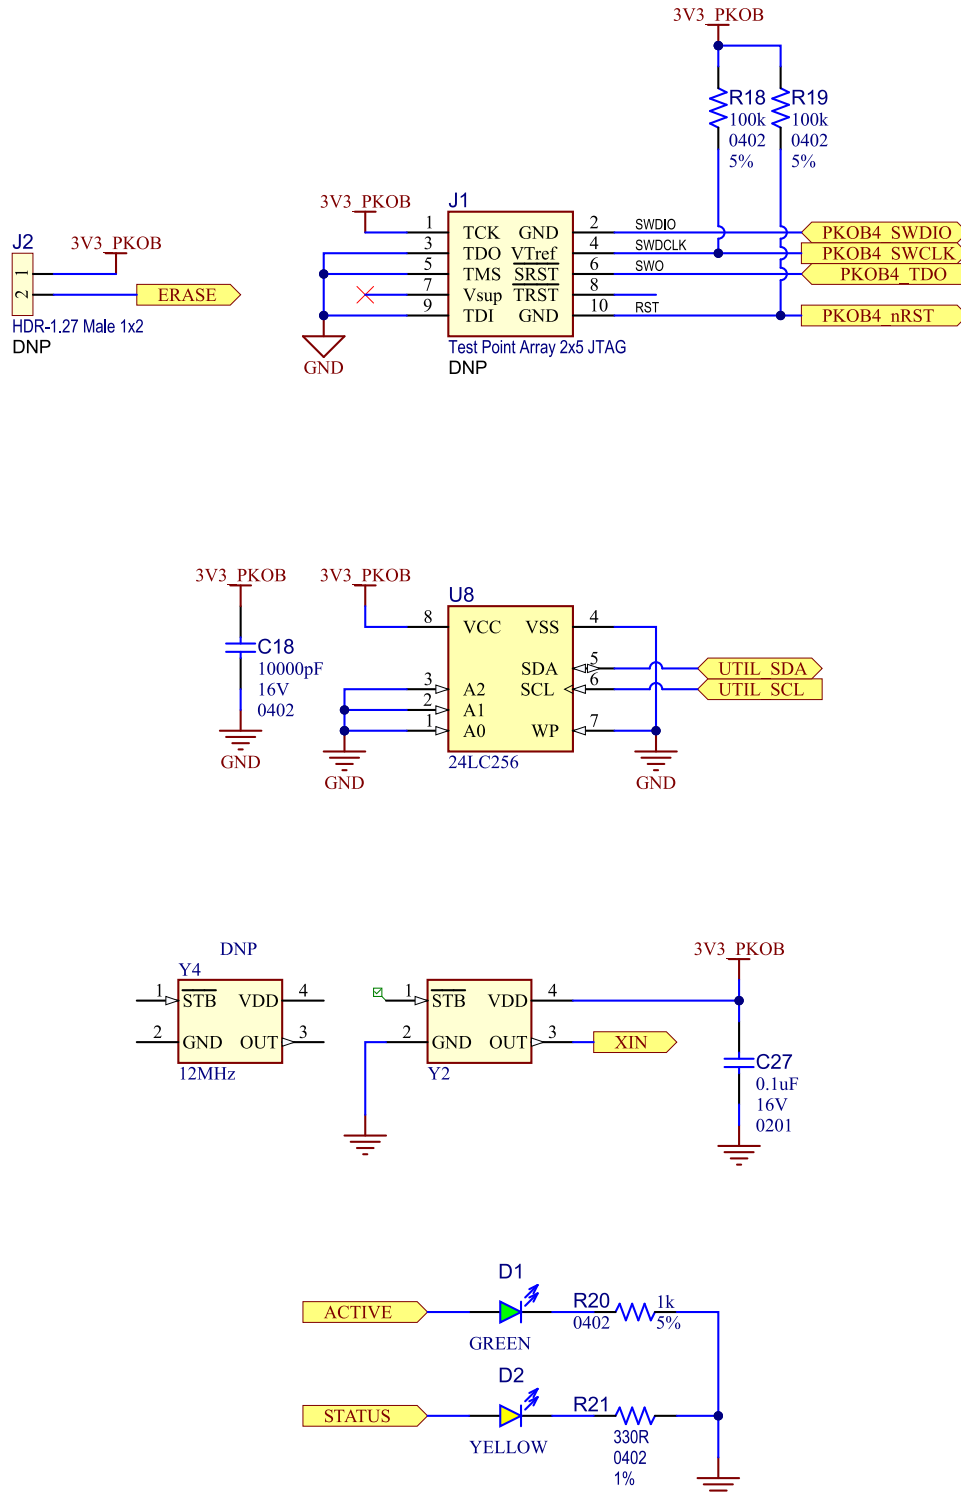 3V3_PKOB
R18
100k
0402
5%
R19
100k
0402
5%
J2
3V3_PKOB
1
2
ERASE
HDR-1.27 Male 1x2
DNP
3V3_PKOB
J1
1 TCK GND 2 SWDIO PKOB4_SWDIO
3 TDO VTref 4 SWDCLK PKOB4_SWCLK
5 TMS SRST 6 SWO PKOB4_TDO
7 Vsup TRST 8
9 TDI GND 10 RST PKOB4_nRST
Test Point Array 2x5 JTAG
DNP
GND
3V3_PKOB
C18
10000pF
16V
0402
GND
3V3_PKOB
U8
8 VCC VSS 4
SDA 5 UTIL_SDA
3 A2 SCL 6 UTIL_SCL
2 A1
1 A0 WP 7
24LC256
GND
GND
DNP
Y4
1 STB VDD 4
2 GND OUT 3
12MHz
1 STB VDD 4
2 GND OUT 3 XIN
Y2
3V3_PKOB
C27
0.1uF
16V
0201
D1
ACTIVE
GREEN
R20
0402
1k
5%
D2
STATUS
YELLOW
R21
330R
0402
1%